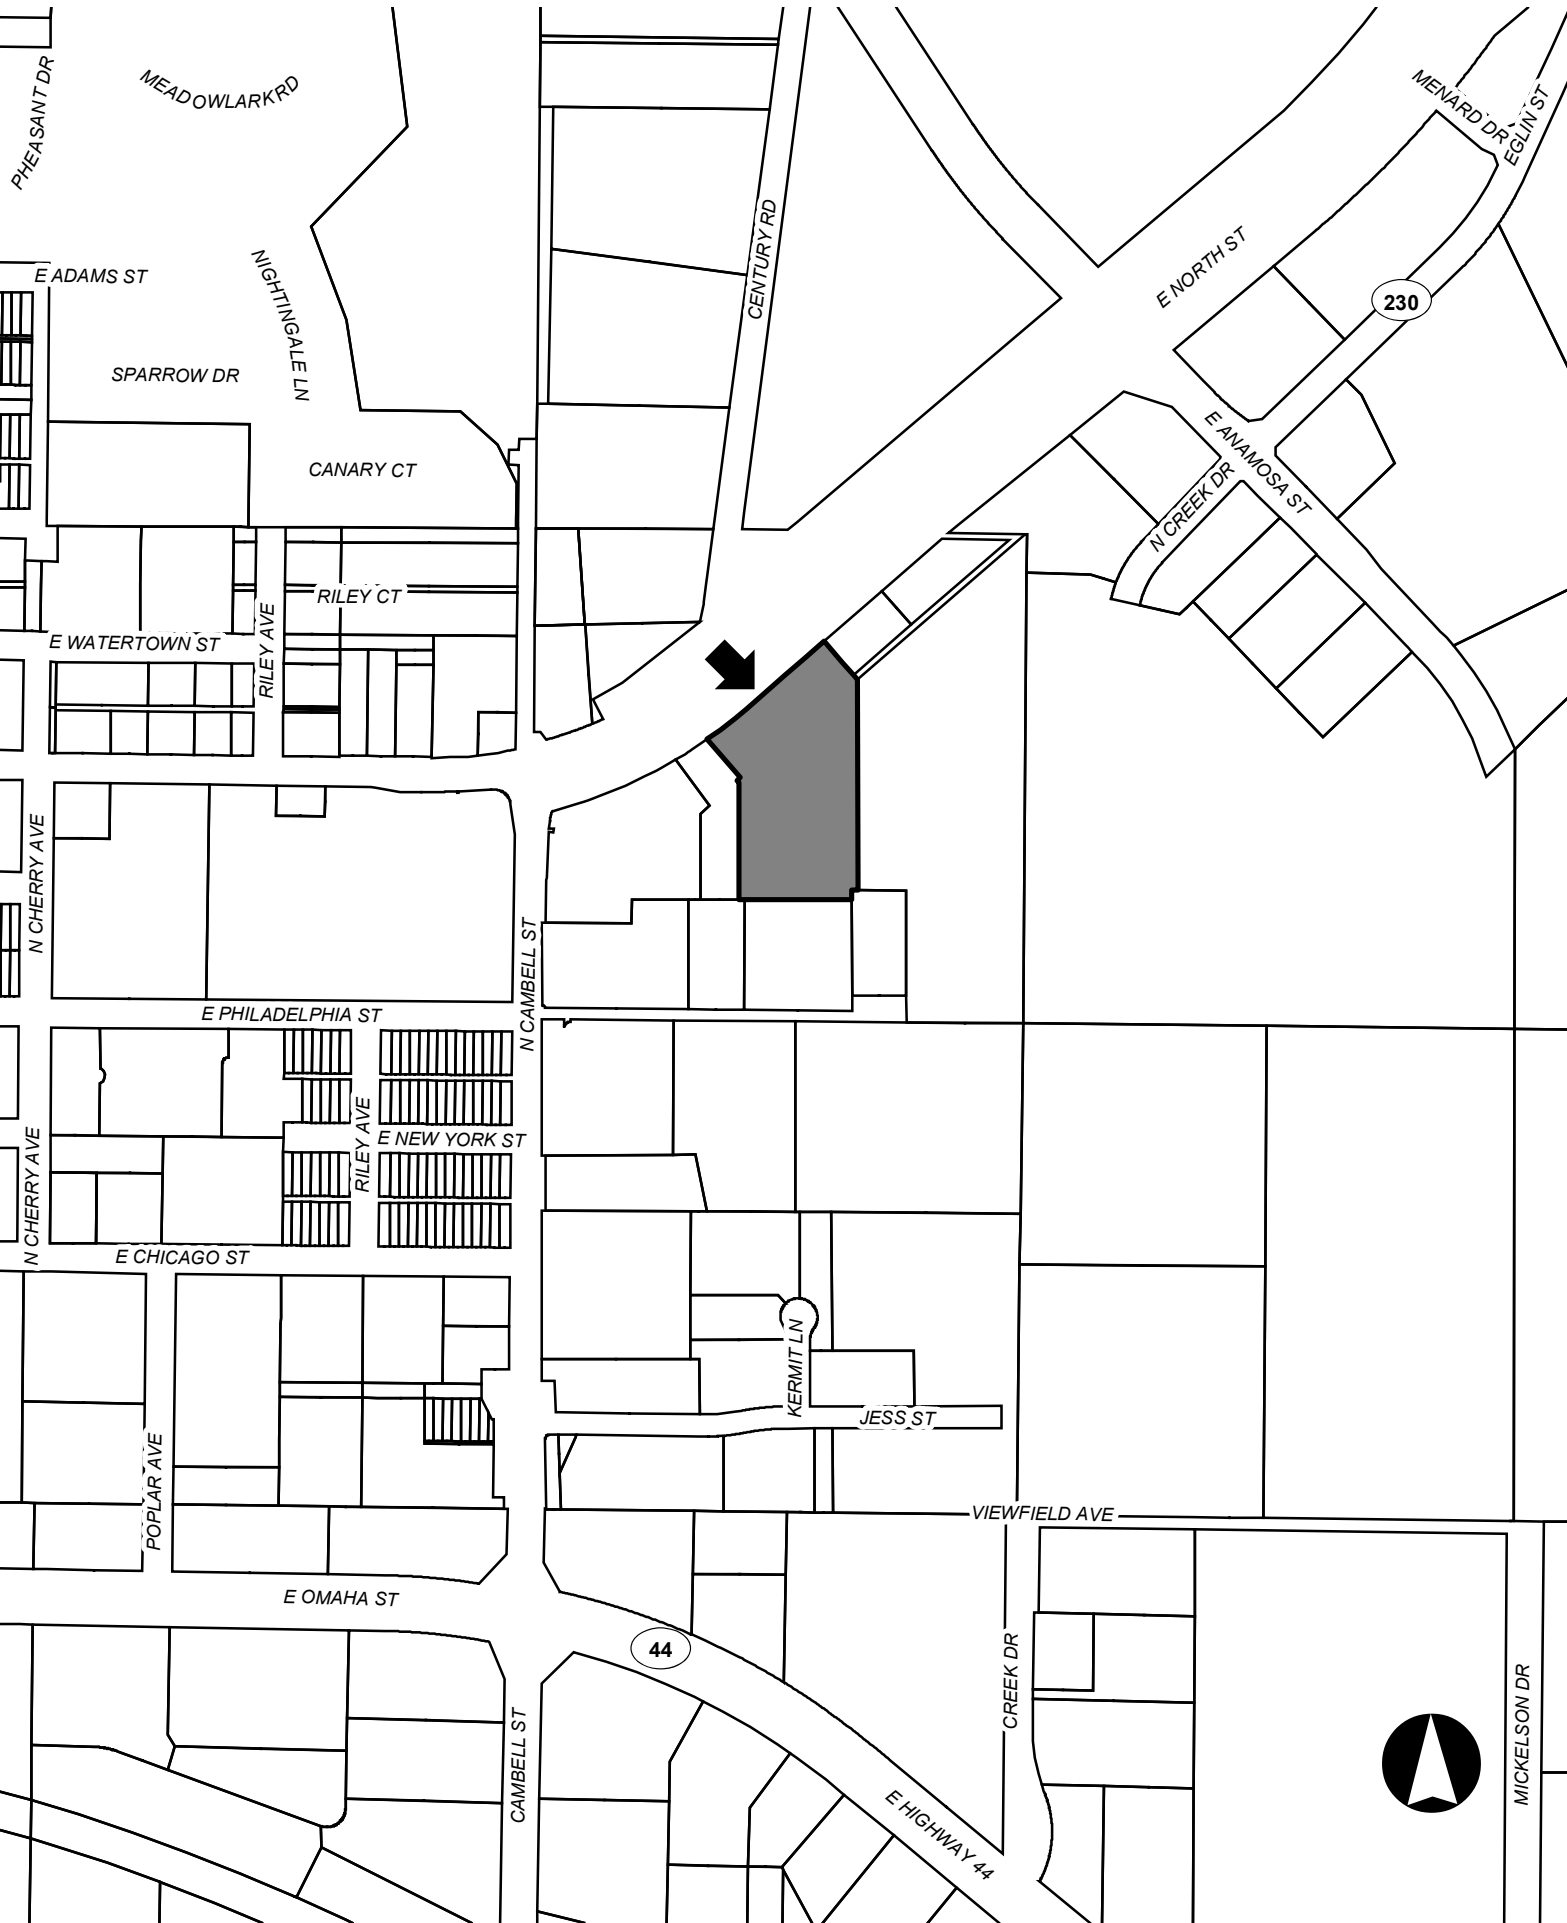 PHEASANT DR
MEADOWLARK RD
MENARD DR
EGLIN ST
CENTURY RD
E NORTH ST
E ADAMS ST
NIGHTINGALE LN
230
SPARROW DR
E ANAMOSA ST
CANARY CT
N CREEK DR
RILEY CT
E WATERTOWN ST
RILEY AVE
N CHERRY AVE
N CAMBELL ST
E PHILADELPHIA ST
RILEY AVE
E NEW YORK ST
N CHERRY AVE
E CHICAGO ST
KERMIT LN
JESS ST
POPLAR AVE
VIEWFIELD AVE
E OMAHA ST
44
CREEK DR
CAMBELL ST
MICKELSON DR
E HIGHWAY 44